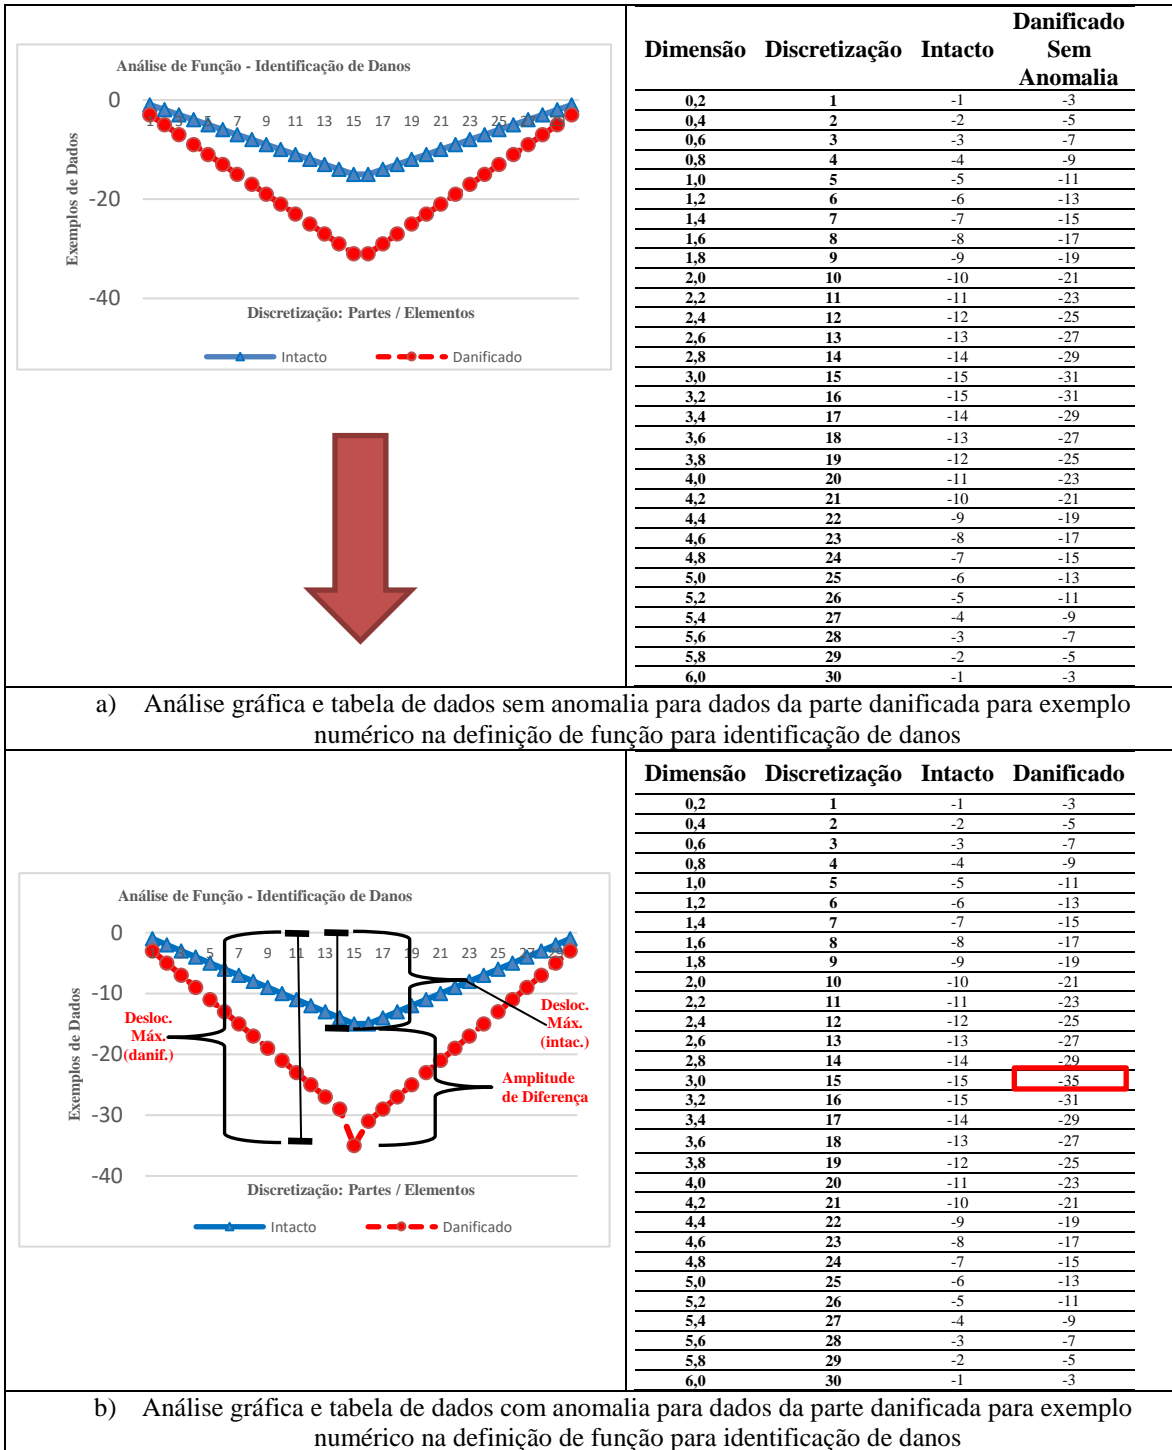 Análise de Função - Identificação de Danos
0
-20
-40
1 3 5 7 9 11 13 15 17 19 21 23 25 27 29
Exemplos de Dados
Discretização: Partes / Elementos
Intacto Danificado
Danificado
Dimensão Discretização Intacto Sem
Anomalia
0,2 1 -1 -3
0,4 2 -2 -5
0,6 3 -3 -7
0,8 4 -4 -9
1,0 5 -5 -11
1,2 6 -6 -13
1,4 7 -7 -15
1,6 8 -8 -17
1,8 9 -9 -19
2,0 10 -10 -21
2,2 11 -11 -23
2,4 12 -12 -25
2,6 13 -13 -27
2,8 14 -14 -29
3,0 15 -15 -31
3,2 16 -15 -31
3,4 17 -14 -29
3,6 18 -13 -27
3,8 19 -12 -25
4,0 20 -11 -23
4,2 21 -10 -21
4,4 22 -9 -19
4,6 23 -8 -17
4,8 24 -7 -15
5,0 25 -6 -13
5,2 26 -5 -11
5,4 27 -4 -9
5,6 28 -3 -7
5,8 29 -2 -5
6,0 30 -1 -3
a) Análise gráfica e tabela de dados sem anomalia para dados da parte danificada para exemplo
numérico na definição de função para identificação de danos
Análise de Função - Identificação de Danos
0
-10
-20
-30
-40
5 7 9 11 13 15 17 19 21 23 25 27
Exemplos de Dados
Desloc.
Máx.
(danif.)
Desloc.
Máx.
(intac.)
Amplitude
de Diferença
Discretização: Partes / Elementos
Intacto Danificado
Dimensão Discretização Intacto Danificado
0,2 1 -1 -3
0,4 2 -2 -5
0,6 3 -3 -7
0,8 4 -4 -9
1,0 5 -5 -11
1,2 6 -6 -13
1,4 7 -7 -15
1,6 8 -8 -17
1,8 9 -9 -19
2,0 10 -10 -21
2,2 11 -11 -23
2,4 12 -12 -25
2,6 13 -13 -27
2,8 14 -14 -29
3,0 15 -15 -35
3,2 16 -15 -31
3,4 17 -14 -29
3,6 18 -13 -27
3,8 19 -12 -25
4,0 20 -11 -23
4,2 21 -10 -21
4,4 22 -9 -19
4,6 23 -8 -17
4,8 24 -7 -15
5,0 25 -6 -13
5,2 26 -5 -11
5,4 27 -4 -9
5,6 28 -3 -7
5,8 29 -2 -5
6,0 30 -1 -3
b) Análise gráfica e tabela de dados com anomalia para dados da parte danificada para exemplo
numérico na definição de função para identificação de danos